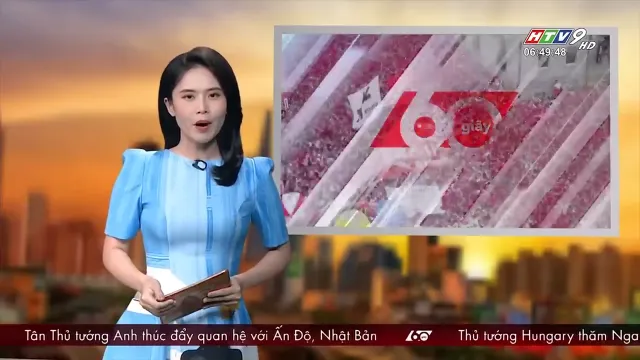 HTV9 HD
06:49:48
60 giây
Tân Thủ tướng Anh thúc đẩy quan hệ với Ấn Độ, Nhật Bản 60 Thủ tướng Hungary thăm Nga